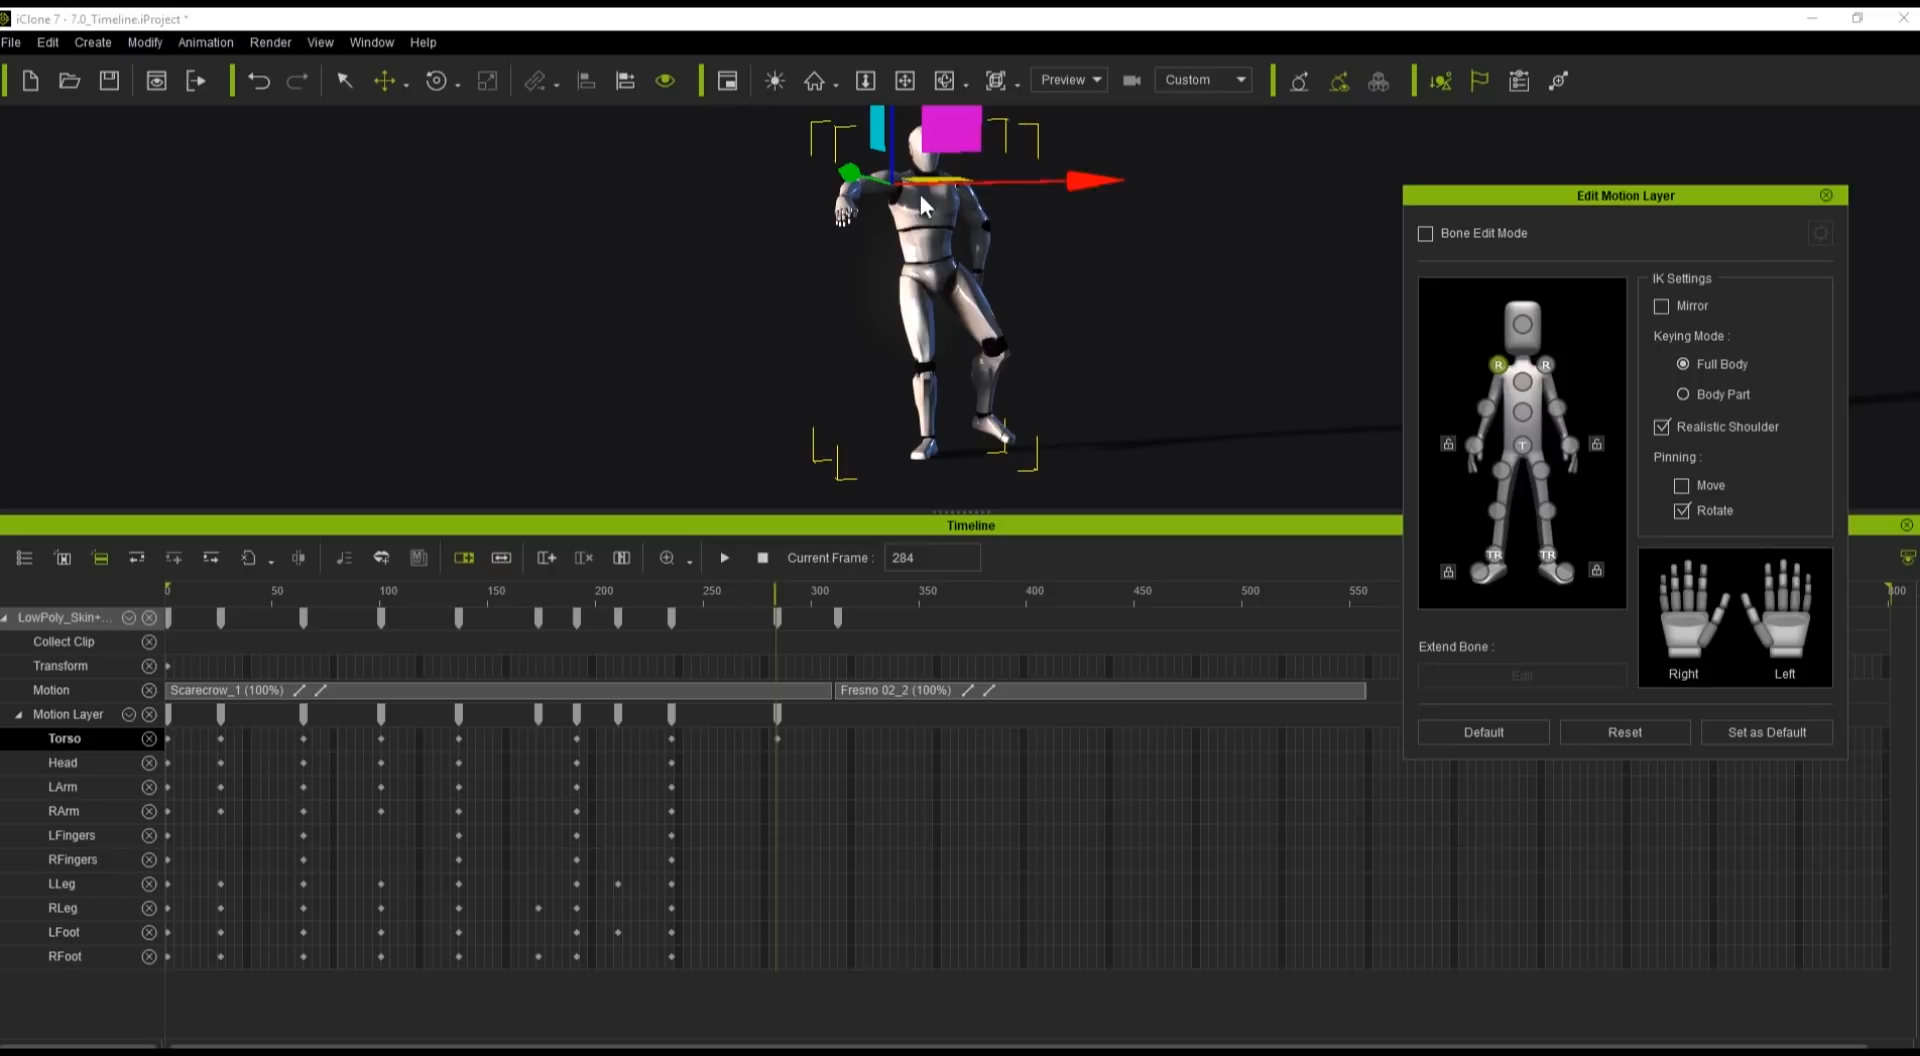 iClone 7 - 7.0_Timeline.iProject *
File Edit Create Modify Animation Render View Window Help
Preview Custom
Edit Motion Layer
Bone Edit Mode
IK Settings
Mirror
Keying Mode :
R R
Full Body
Body Part
Realistic Shoulder
T
Pinning :
Move
Rotate
TR TR
Right Left
Extend Bone :
Edit
Default Reset Set as Default
Timeline
Current Frame : 284
0 50 100 150 200 250 300 350 400 450 500 550 800
LowPoly_Skin+...
Collect Clip
Transform
Motion Scarecrow_1 (100%) Fresno 02_2 (100%)
Motion Layer
Torso
Head
LArm
RArm
LFingers
RFingers
LLeg
RLeg
LFoot
RFoot